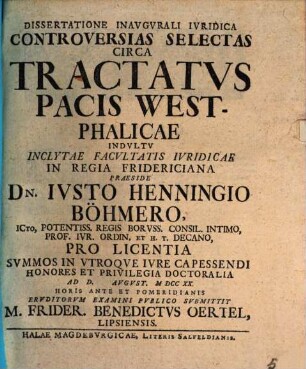 DISSERTATIONE INAVGVRALI IVRIDICA
CONTROVERSIAS SELECTAS
CIRCA
TRACTATVS
PACIS WEST-
PHALICAE
INDVLTV
INCLYTAE FACVLTATIS IVRIDICAE
IN REGIA FRIDERICIANA
PRAESIDE
DN. IVSTO HENNINGIO
BÖHMERO,
ICto, POTENTISS. REGIS BORVSS. CONSIL. INTIMO,
PROF. IVR. ORDIN. ET H. T. DECANO,
PRO LICENTIA
SVMMOS IN VTROQVE IVRE CAPESSENDI
HONORES ET PRIVILEGIA DOCTORALIA
AD D. AVGVST. M DCC XX.
HORIS ANTE ET POMERIDIANIS
ERVDITORVM EXAMINI PVBLICO SVBMITTIT
M. FRIDER. BENEDICTVS OERTEL,
LIPSIENSIS.
HALAE MAGDEBVRGICAE, LITERIS SALFELDIANIS.
5